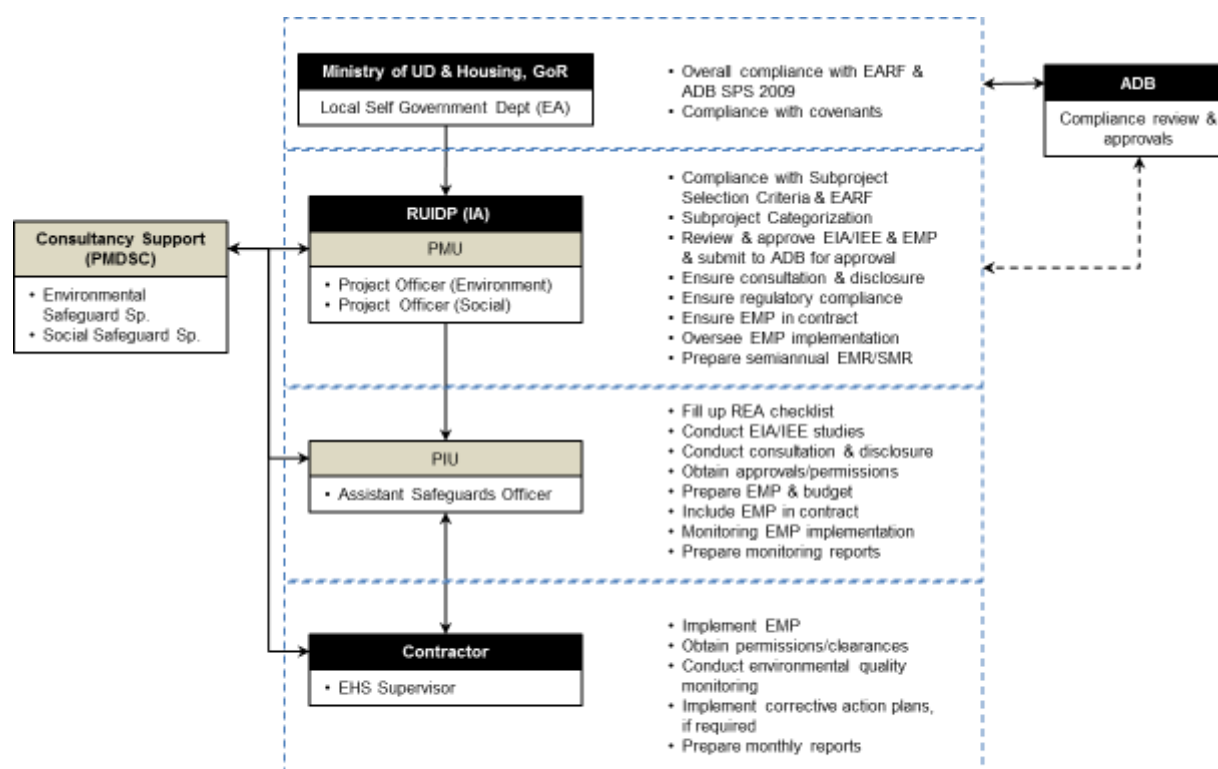 Ministry of UD & Housing, GoR
Local Self Government Dept (EA)
• Overall compliance with EARF &
ADB SPS 2009
• Compliance with covenants
ADB
Compliance review &
approvals
Consultancy Support
(PMDSC)
• Environmental
Safeguard Sp.
• Social Safeguard Sp.
RUIDP (IA)
PMU
• Project Officer (Environment)
• Project Officer (Social)
• Compliance with Subproject
Selection Criteria & EARF
• Subproject Categorization
• Review & approve EIA/IEE & EMP
& submit to ADB for approval
• Ensure consultation & disclosure
• Ensure regulatory compliance
• Ensure EMP in contract
• Oversee EMP implementation
• Prepare semiannual EMR/SMR
PIU
• Assistant Safeguards Officer
• Fill up REA checklist
• Conduct EIA/IEE studies
• Conduct consultation & disclosure
• Obtain approvals/permissions
• Prepare EMP & budget
• Include EMP in contract
• Monitoring EMP implementation
• Prepare monitoring reports
Contractor
• EHS Supervisor
• Implement EMP
• Obtain permissions/clearances
• Conduct environmental quality
monitoring
• Implement corrective action plans,
if required
• Prepare monthly reports